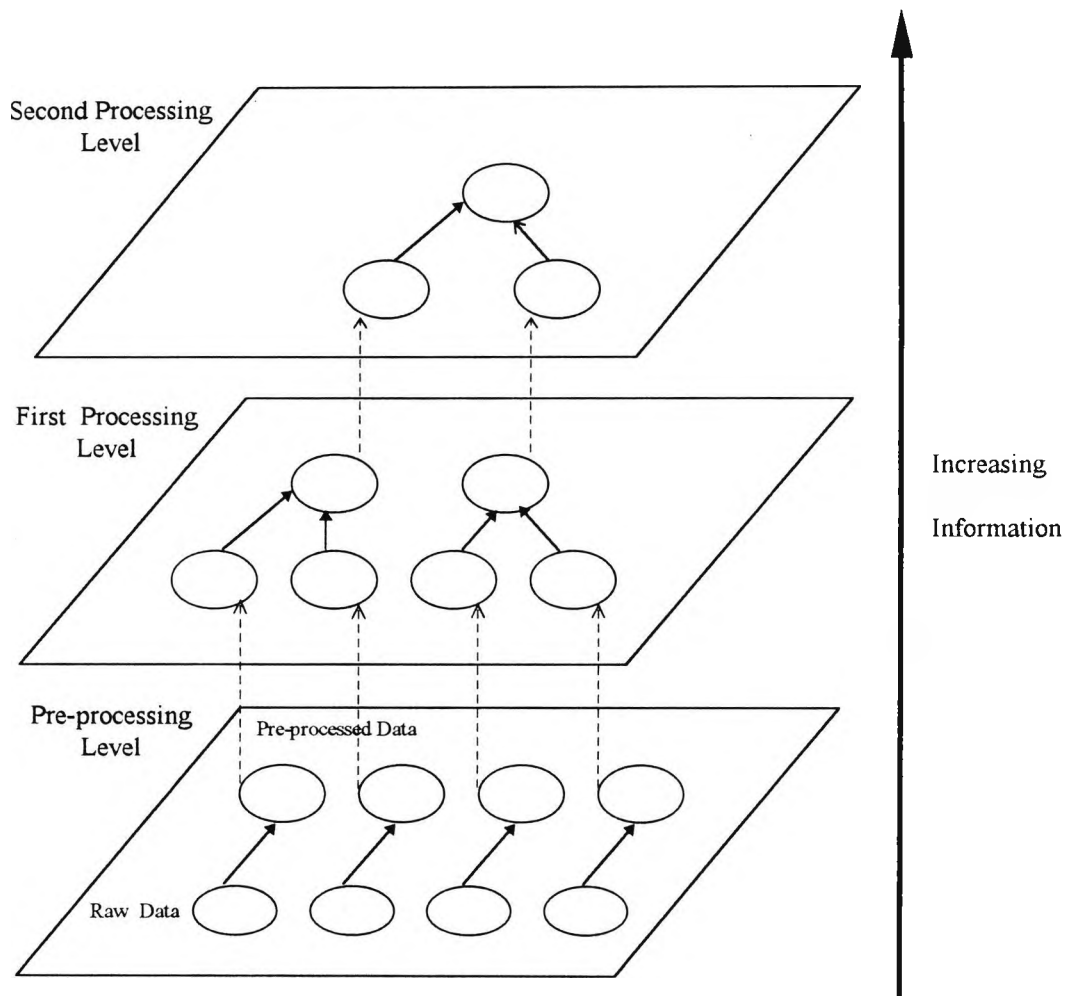 Second Processing
Level
First Processing
Level
Increasing
Information
Pre-processing
Level
Pre-processed Data
Raw Data